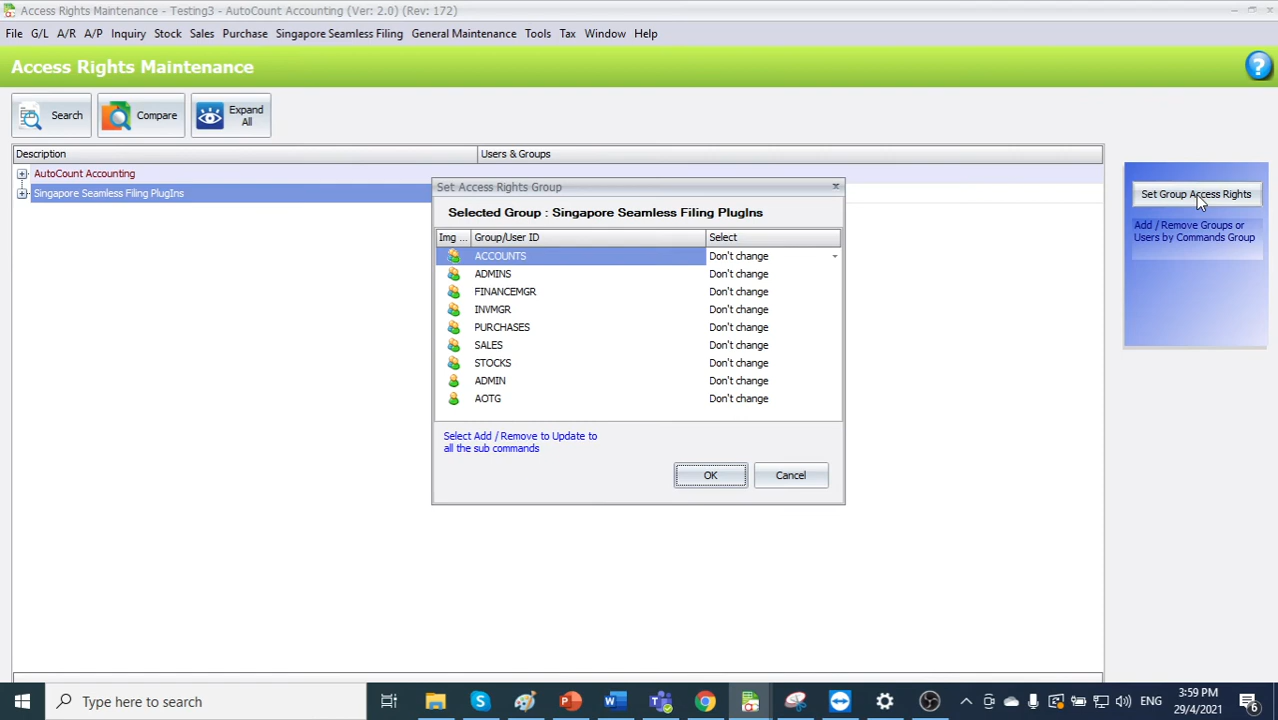 Access Rights Maintenance - Testing3 - AutoCount Accounting (Ver: 2.0) (Rev: 172)
File G/L A/R A/P Inquiry Stock Sales Purchase Singapore Seamless Filing General Maintenance Tools Tax Window Help
Access Rights Maintenance
?
Search
Compare
Expand
All
Description Users & Groups
AutoCount Accounting
Singapore Seamless Filing PlugIns
Set Access Rights Group
Selected Group : Singapore Seamless Filing PlugIns
Img ... Group/User ID Select
ACCOUNTS Don't change
ADMINS Don't change
FINANCEMGR Don't change
INVMGR Don't change
PURCHASES Don't change
SALES Don't change
STOCKS Don't change
ADMIN Don't change
AOTG Don't change
Select Add / Remove to Update to
all the sub commands
OK Cancel
Set Group Access Rights
Add / Remove Groups or
Users by Commands Group
Type here to search
ENG
3:59 PM
29/4/2021
6